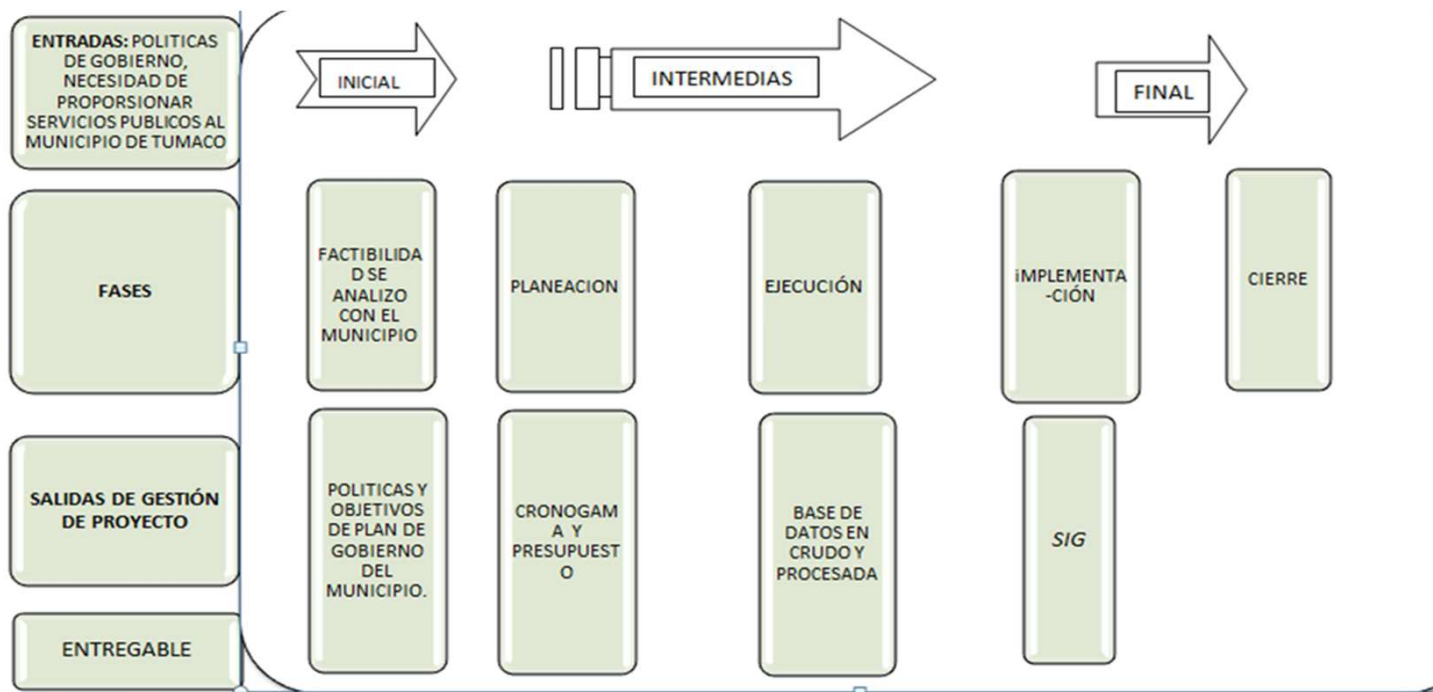 ENTRADAS: POLITICAS
DE GOBIERNO,
NECESIDAD DE
PROPORSIONAR
SERVICIOS PUBLICOS AL
MUNICIPIO DE TUMACO
INICIAL
INTERMEDIAS
FINAL
FASES
FACTIBILIDA
D SE
ANALIZO
CON EL
MUNICIPIO
PLANEACION
EJECUCIÓN
iMPLEMENTA
-CIÓN
CIERRE
SALIDAS DE GESTIÓN
DE PROYECTO
POLITICAS Y
OBJETIVOS
DE PLAN DE
GOBIERNO
DEL
MUNICIPIO.
CRONOGAM
A Y
PRESUPUEST
O
BASE DE
DATOS EN
CRUDO Y
PROCESADA
SIG
ENTREGABLE